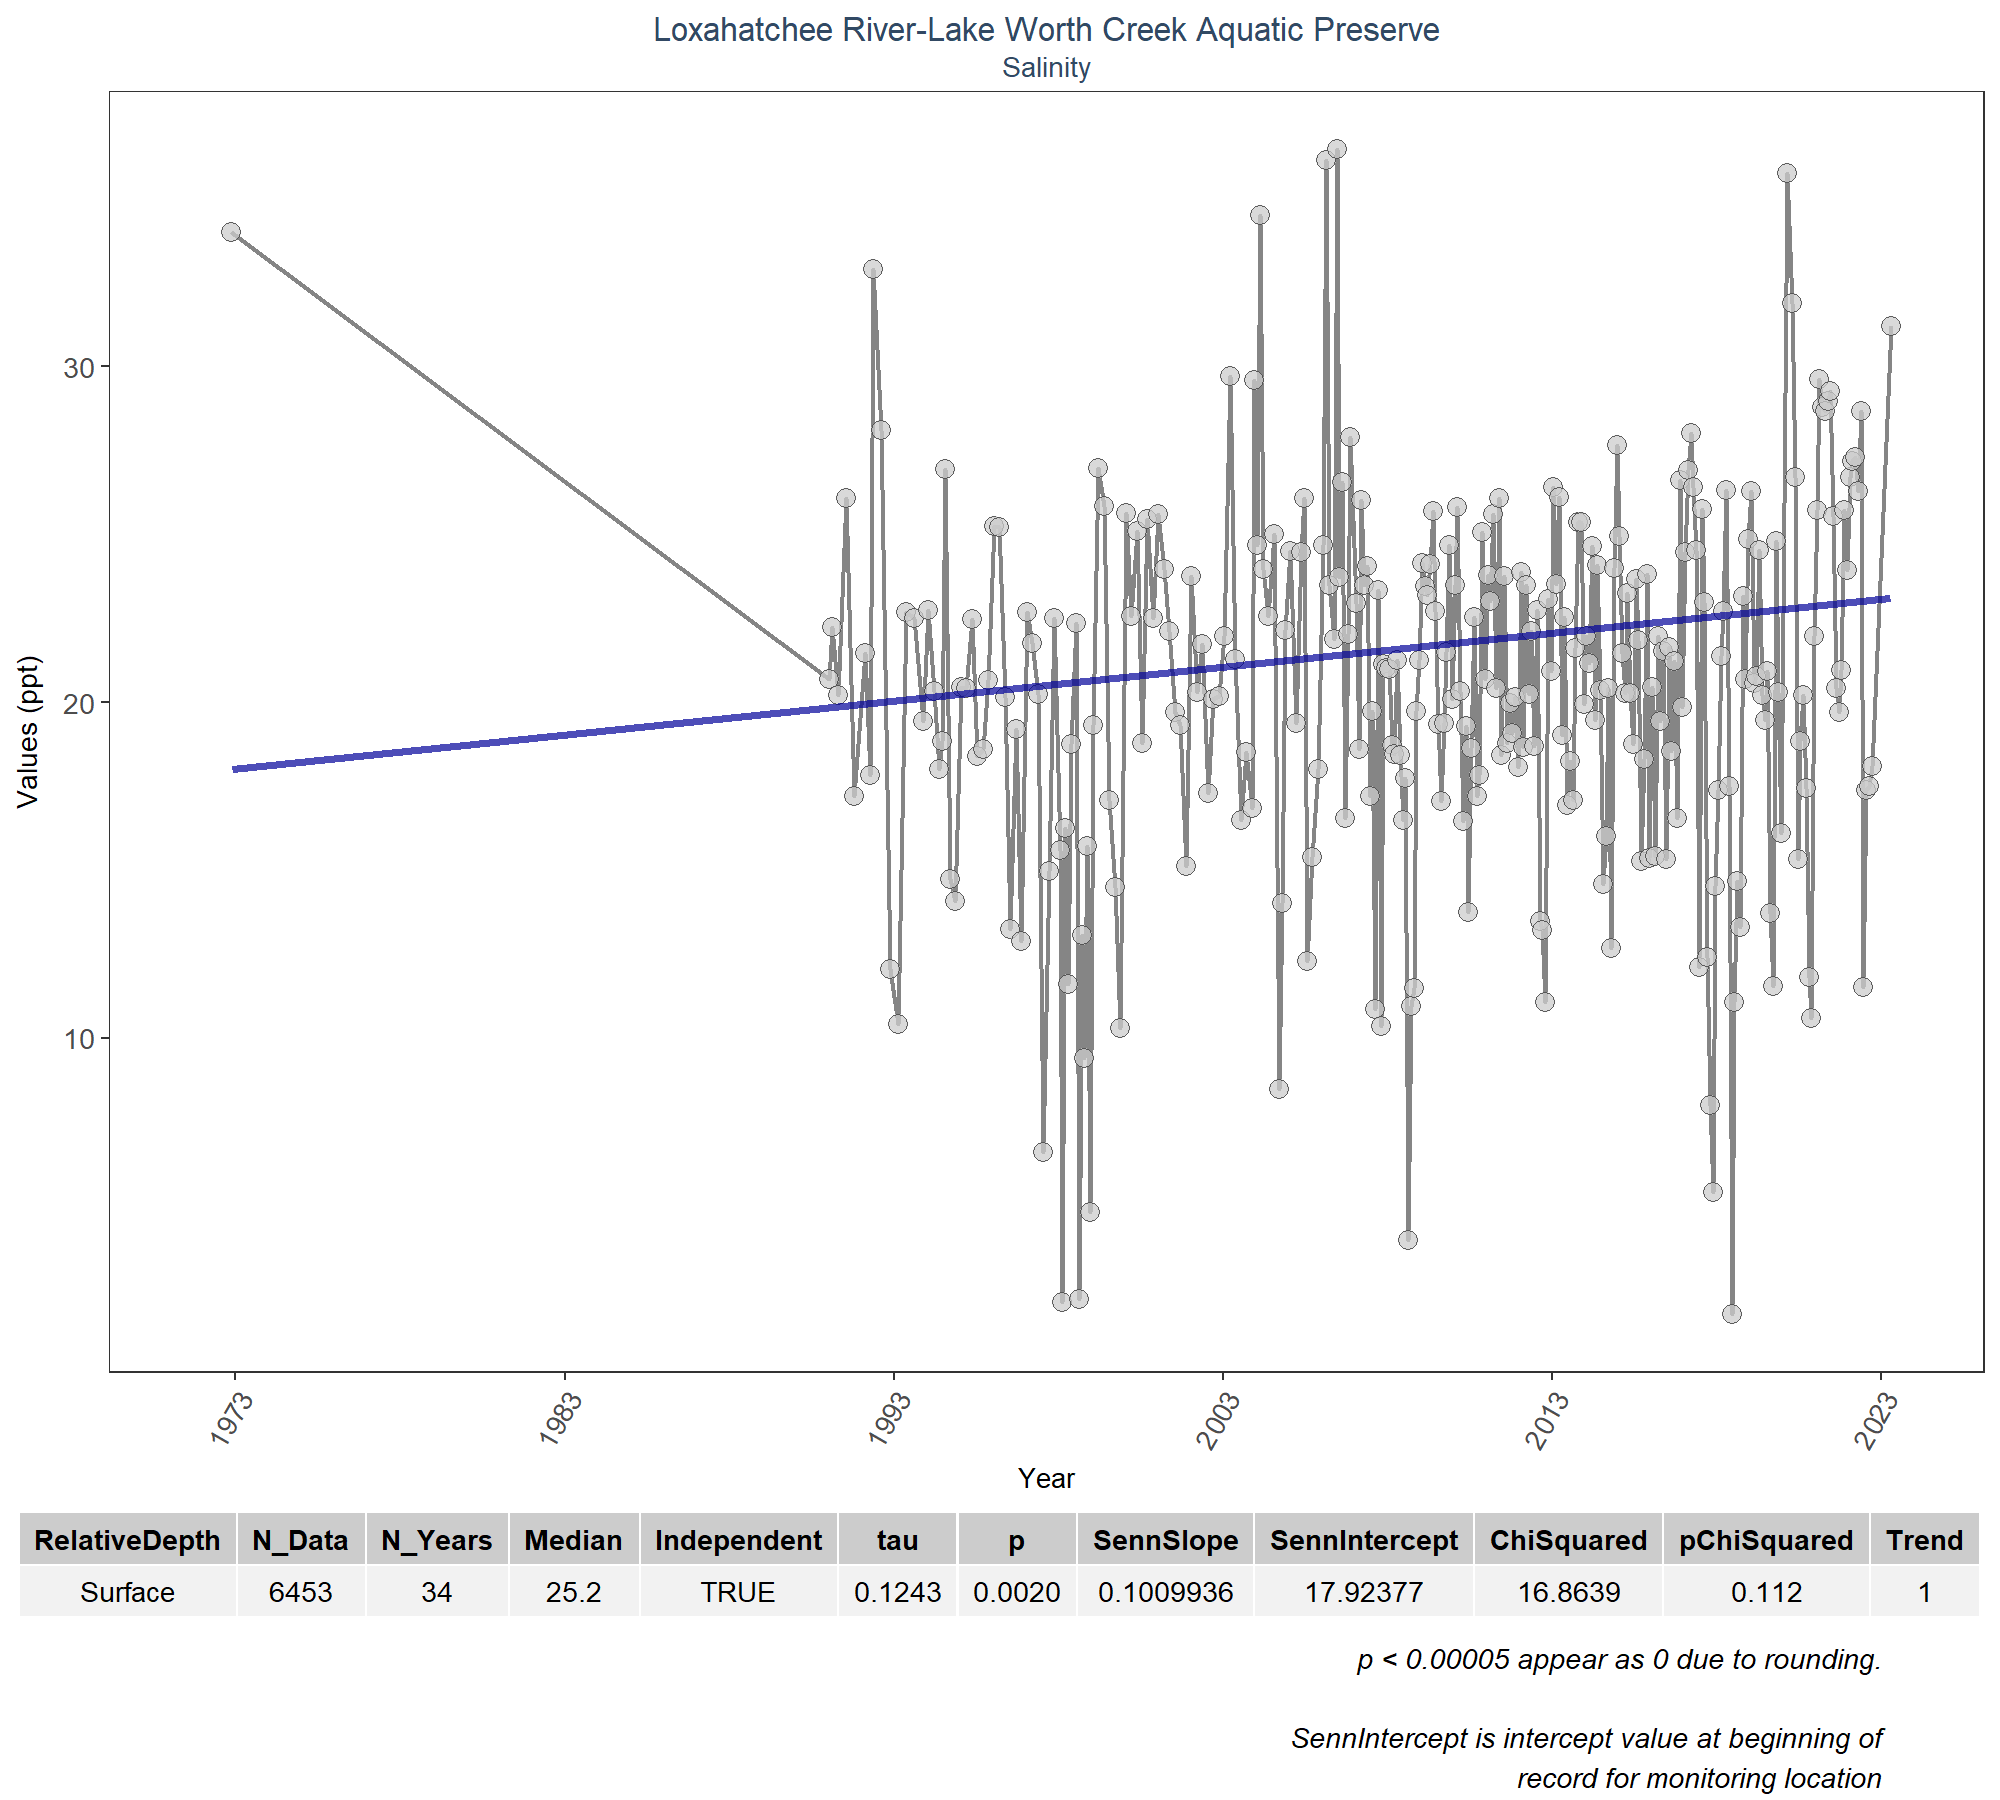 Loxahatchee River-Lake Worth Creek Aquatic Preserve
Salinity
Values (ppt)
30
20
10
1973
1983
1993
2003
2013
2023
Year
RelativeDepth N_Data N_Years Median Independent tau p SennSlope SennIntercept ChiSquared pChiSquared Trend
Surface 6453 34 25.2 TRUE 0.1243 0.0020 0.1009936 17.92377 16.8639 0.112 1
p < 0.00005 appear as 0 due to rounding.
SennIntercept is intercept value at beginning of
record for monitoring location